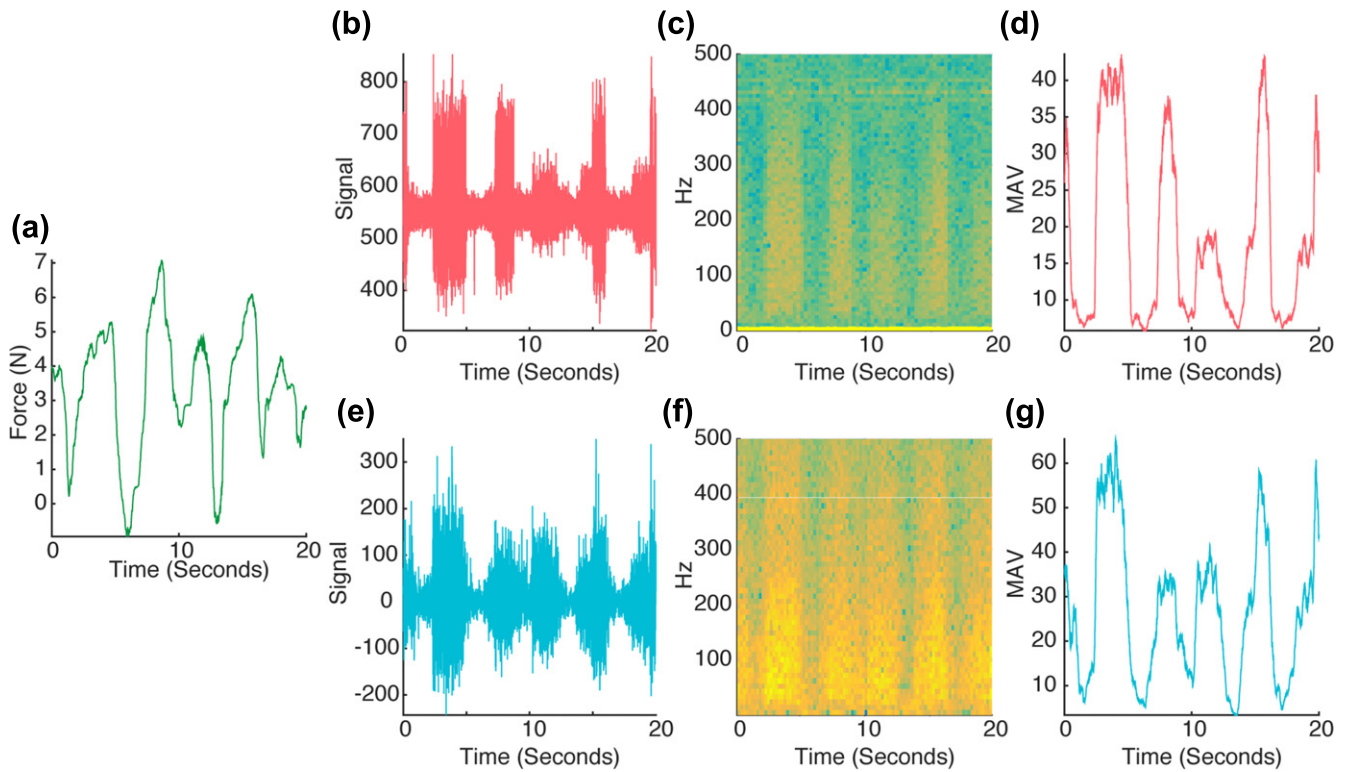 (a)
7
6
5
4
3
2
1
0
Force (N)
0 10 20
Time (Seconds)
(b)
800
700
600
500
400
Signal
0 10 20
Time (Seconds)
(c)
500
400
300
200
100
0
Hz
0 10 20
Time (Seconds)
(d)
40
35
30
25
20
15
10
MAV
0 10 20
Time (Seconds)
(e)
300
200
100
0
-100
-200
Signal
0 10 20
Time (Seconds)
(f)
500
400
300
200
100
Hz
0 10 20
Time (Seconds)
(g)
60
50
40
30
20
10
MAV
0 10 20
Time (Seconds)